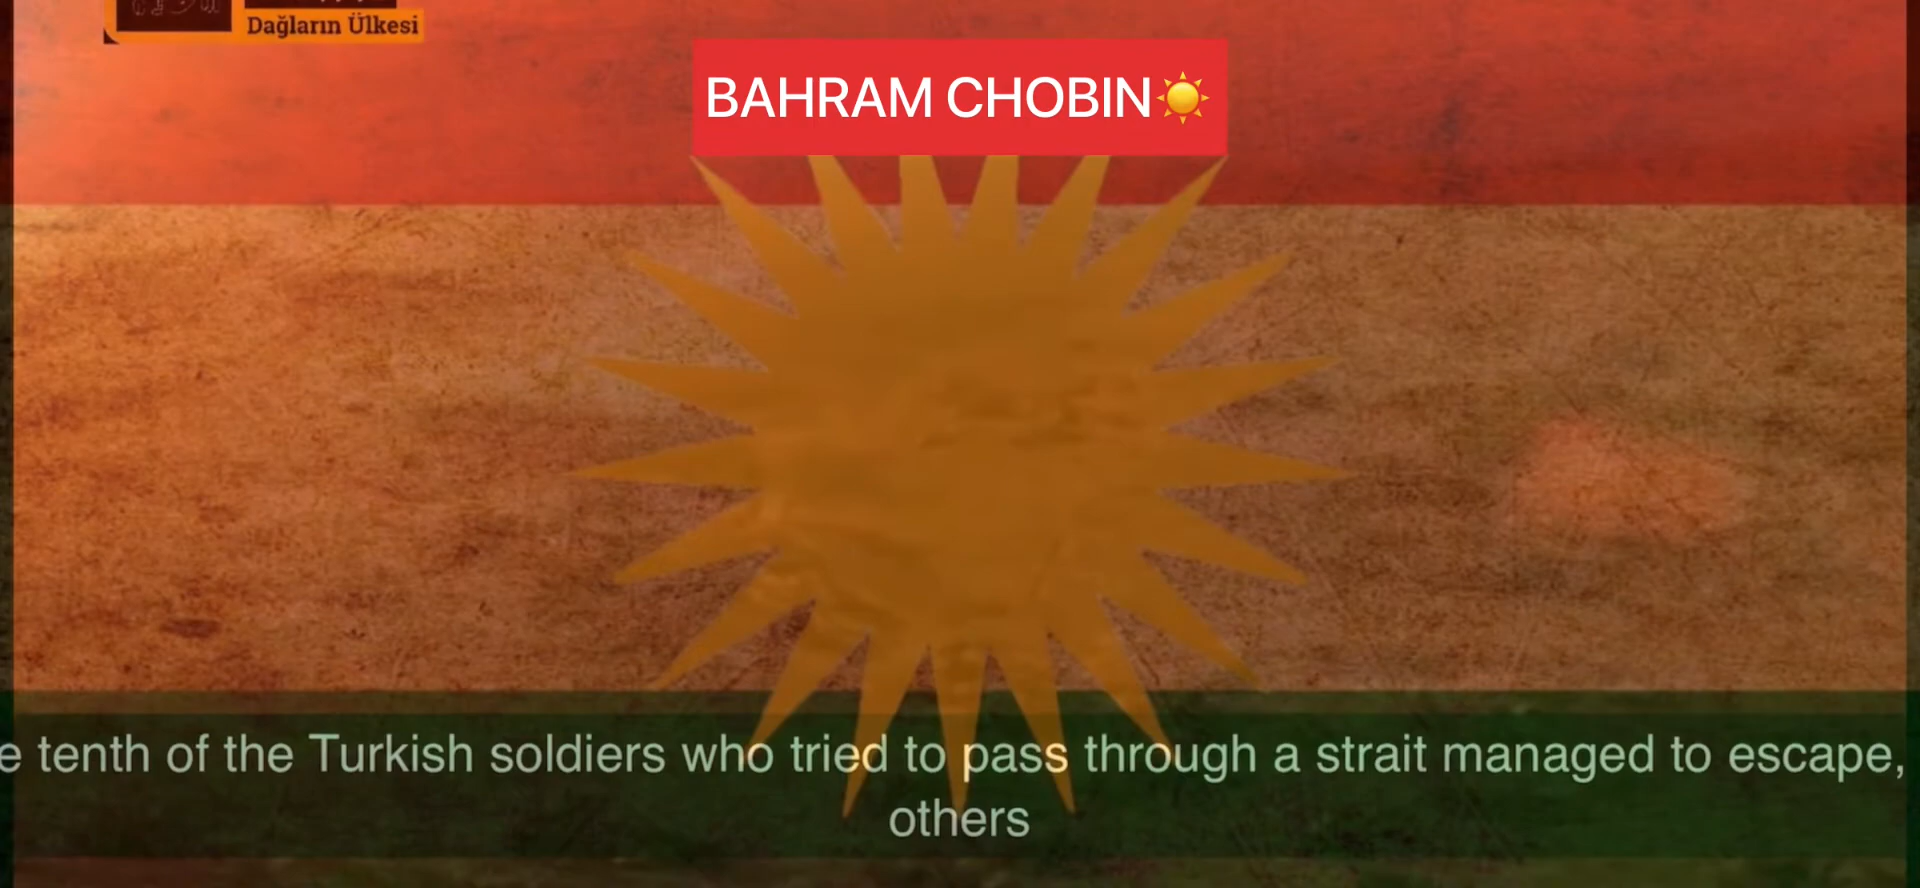 Dağların Ülkesi
BAHRAM CHOBIN☀️
e tenth of the Turkish soldiers who tried to pass through a strait managed to escape,
others